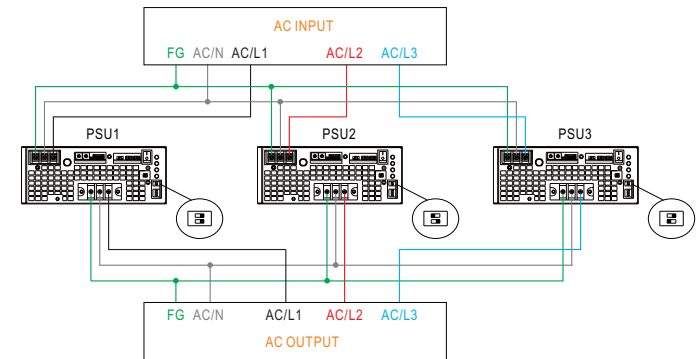 AC INPUT
FG AC/N AC/L1 AC/L2 AC/L3
PSU1 PSU2 PSU3
FG AC/N AC/L1 AC/L2 AC/L3
AC OUTPUT